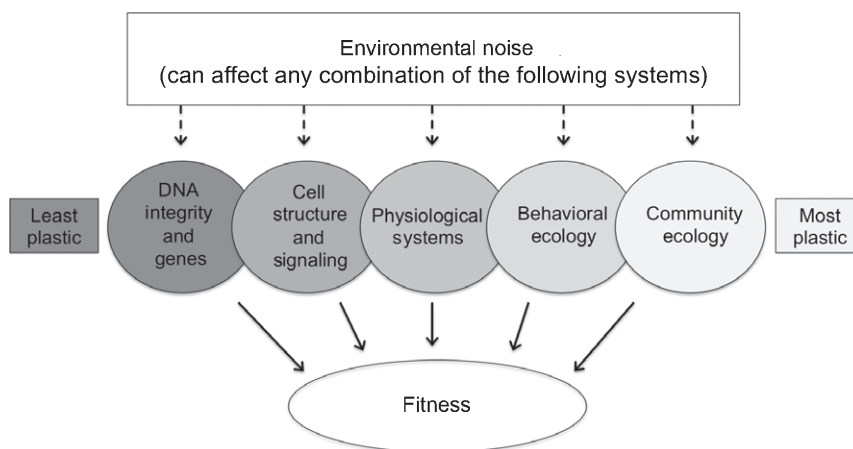 Environmental noise
(can affect any combination of the following systems)
Least
plastic
DNA
integrity
and
genes
Cell
structure
and
signaling
Physiological
systems
Behavioral
ecology
Community
ecology
Most
plastic
Fitness